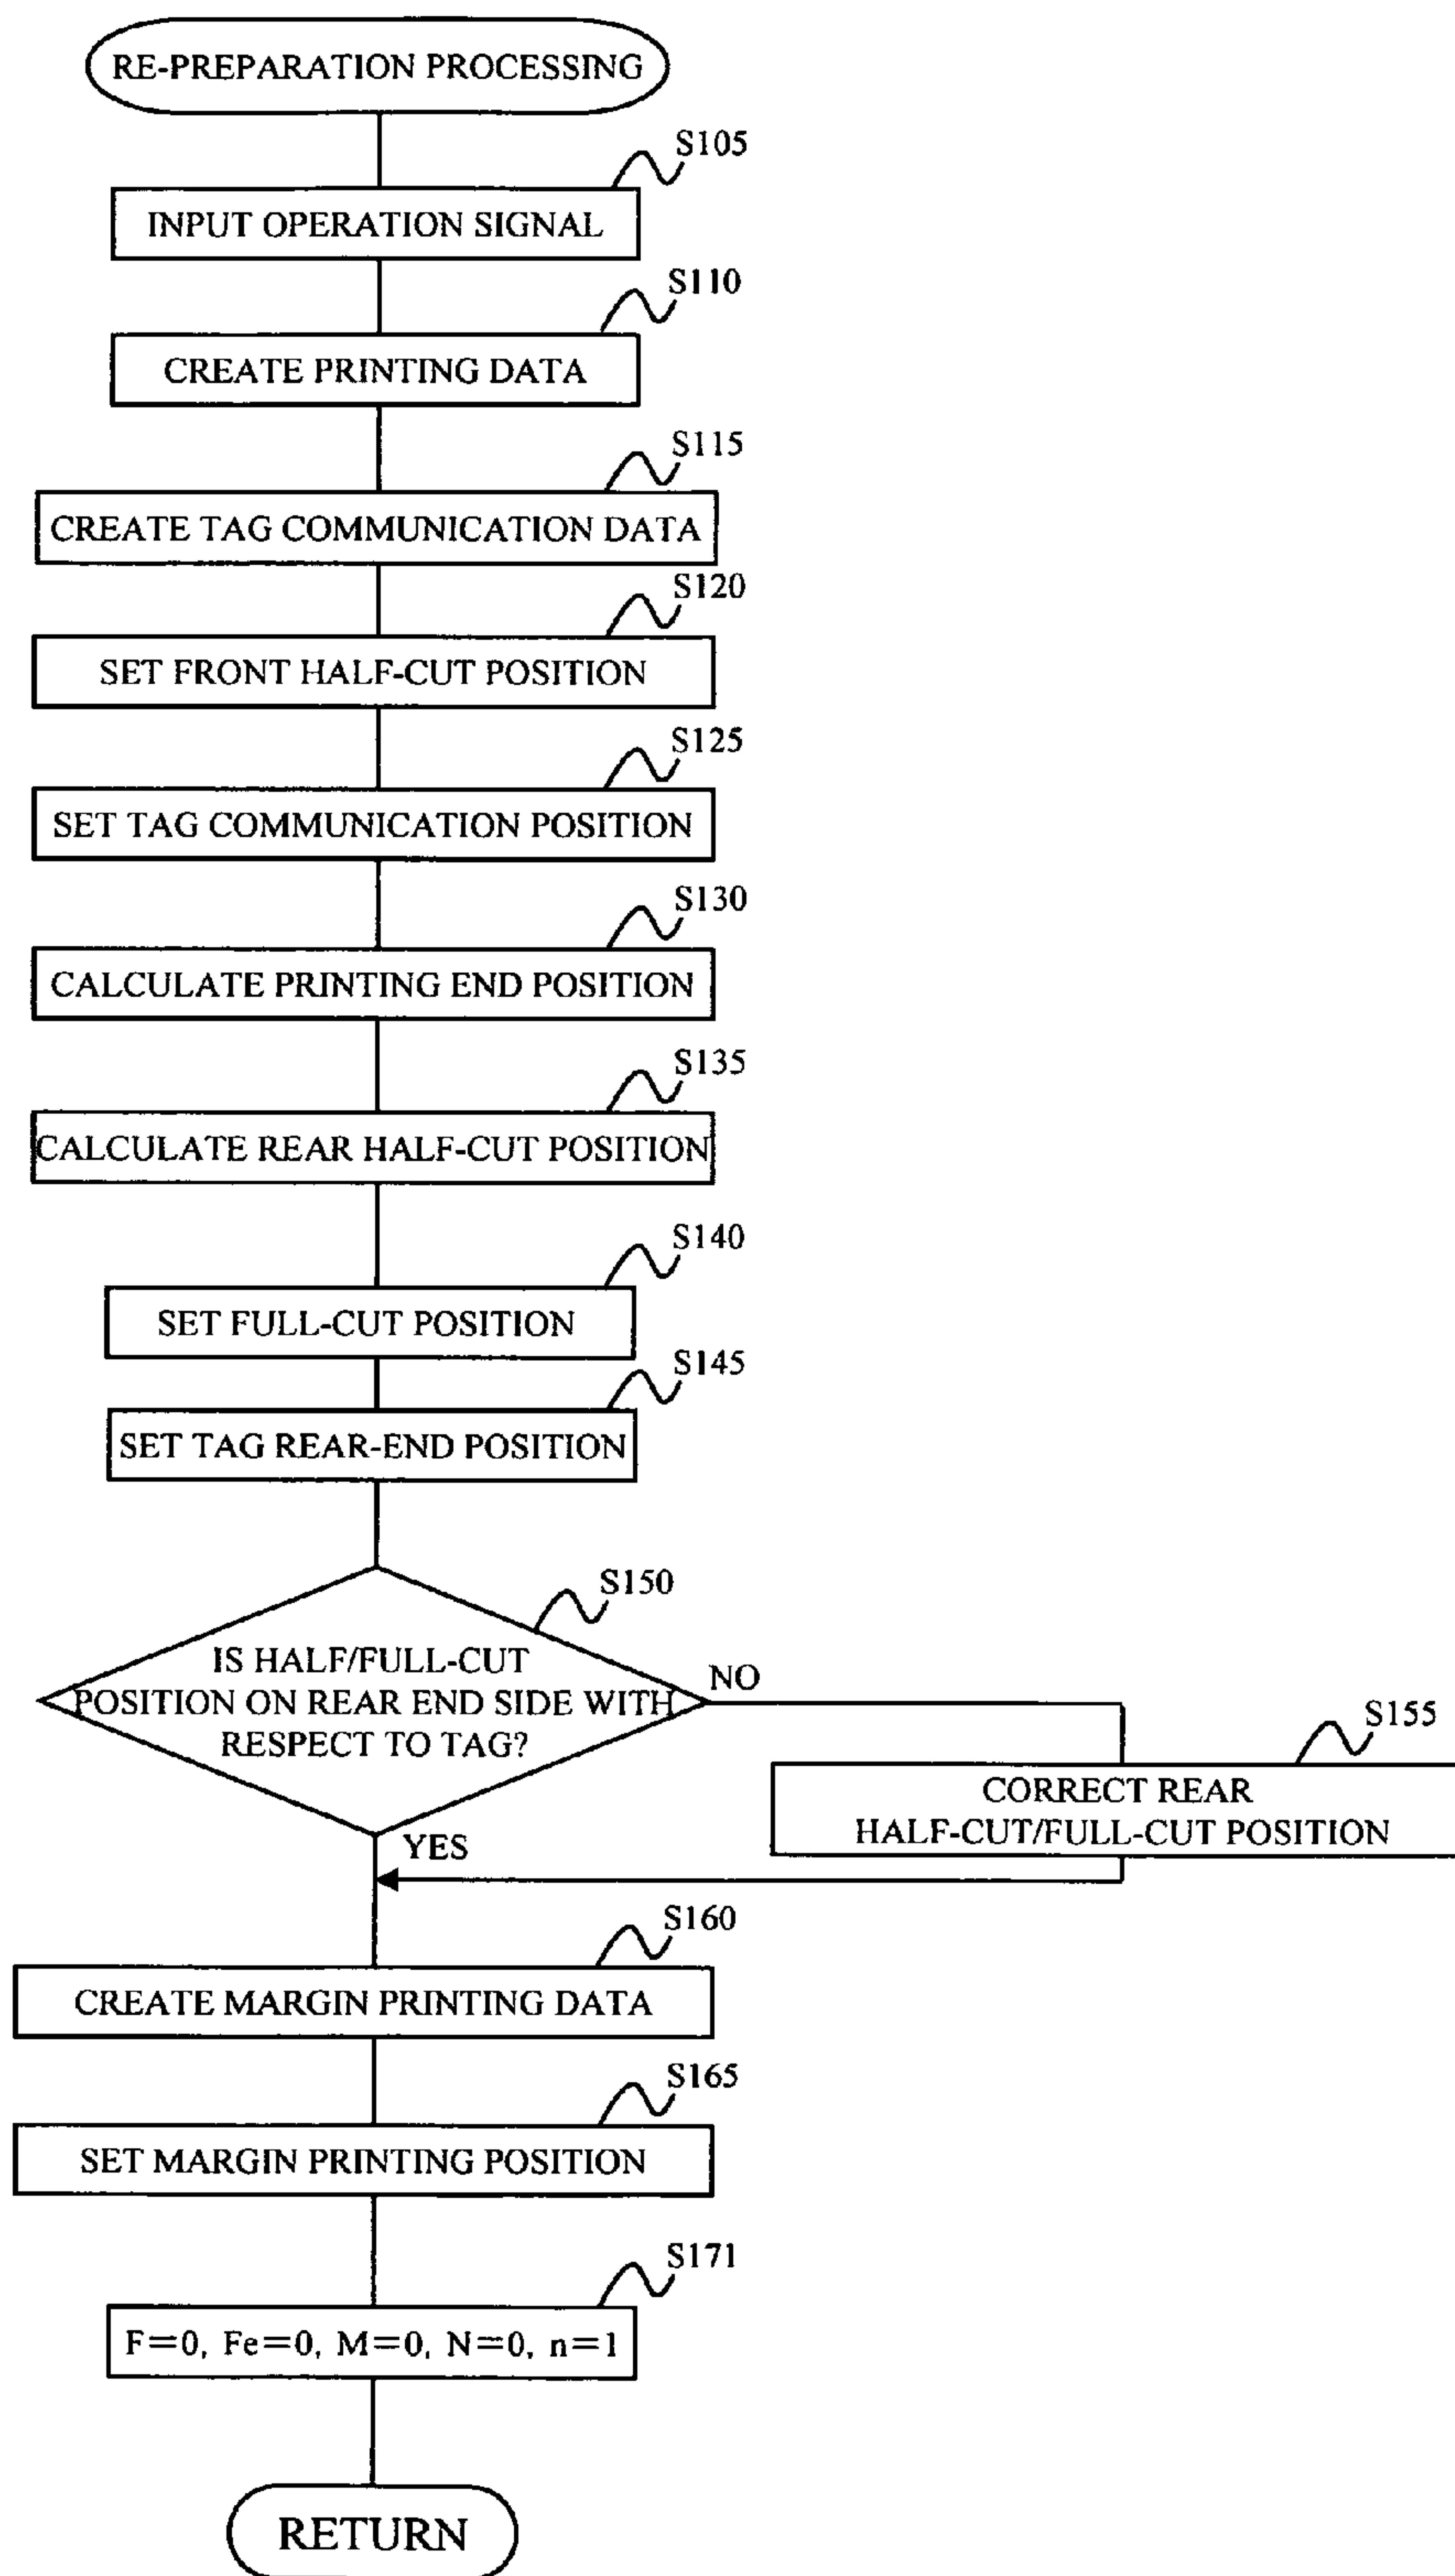 RE-PREPARATION PROCESSING
S105
INPUT OPERATION SIGNAL
S110
CREATE PRINTING DATA
S115
CREATE TAG COMMUNICATION DATA
S120
SET FRONT HALF-CUT POSITION
S125
SET TAG COMMUNICATION POSITION
S130
CALCULATE PRINTING END POSITION
S135
CALCULATE REAR HALF-CUT POSITION
S140
SET FULL-CUT POSITION
S145
SET TAG REAR-END POSITION
S150
IS HALF/FULL-CUT
POSITION ON REAR END SIDE WITH
RESPECT TO TAG?
NO
S155
CORRECT REAR
HALF-CUT/FULL-CUT POSITION
YES
S160
CREATE MARGIN PRINTING DATA
S165
SET MARGIN PRINTING POSITION
S171
F=0, Fe=0, M=0, N=0, n=1
RETURN